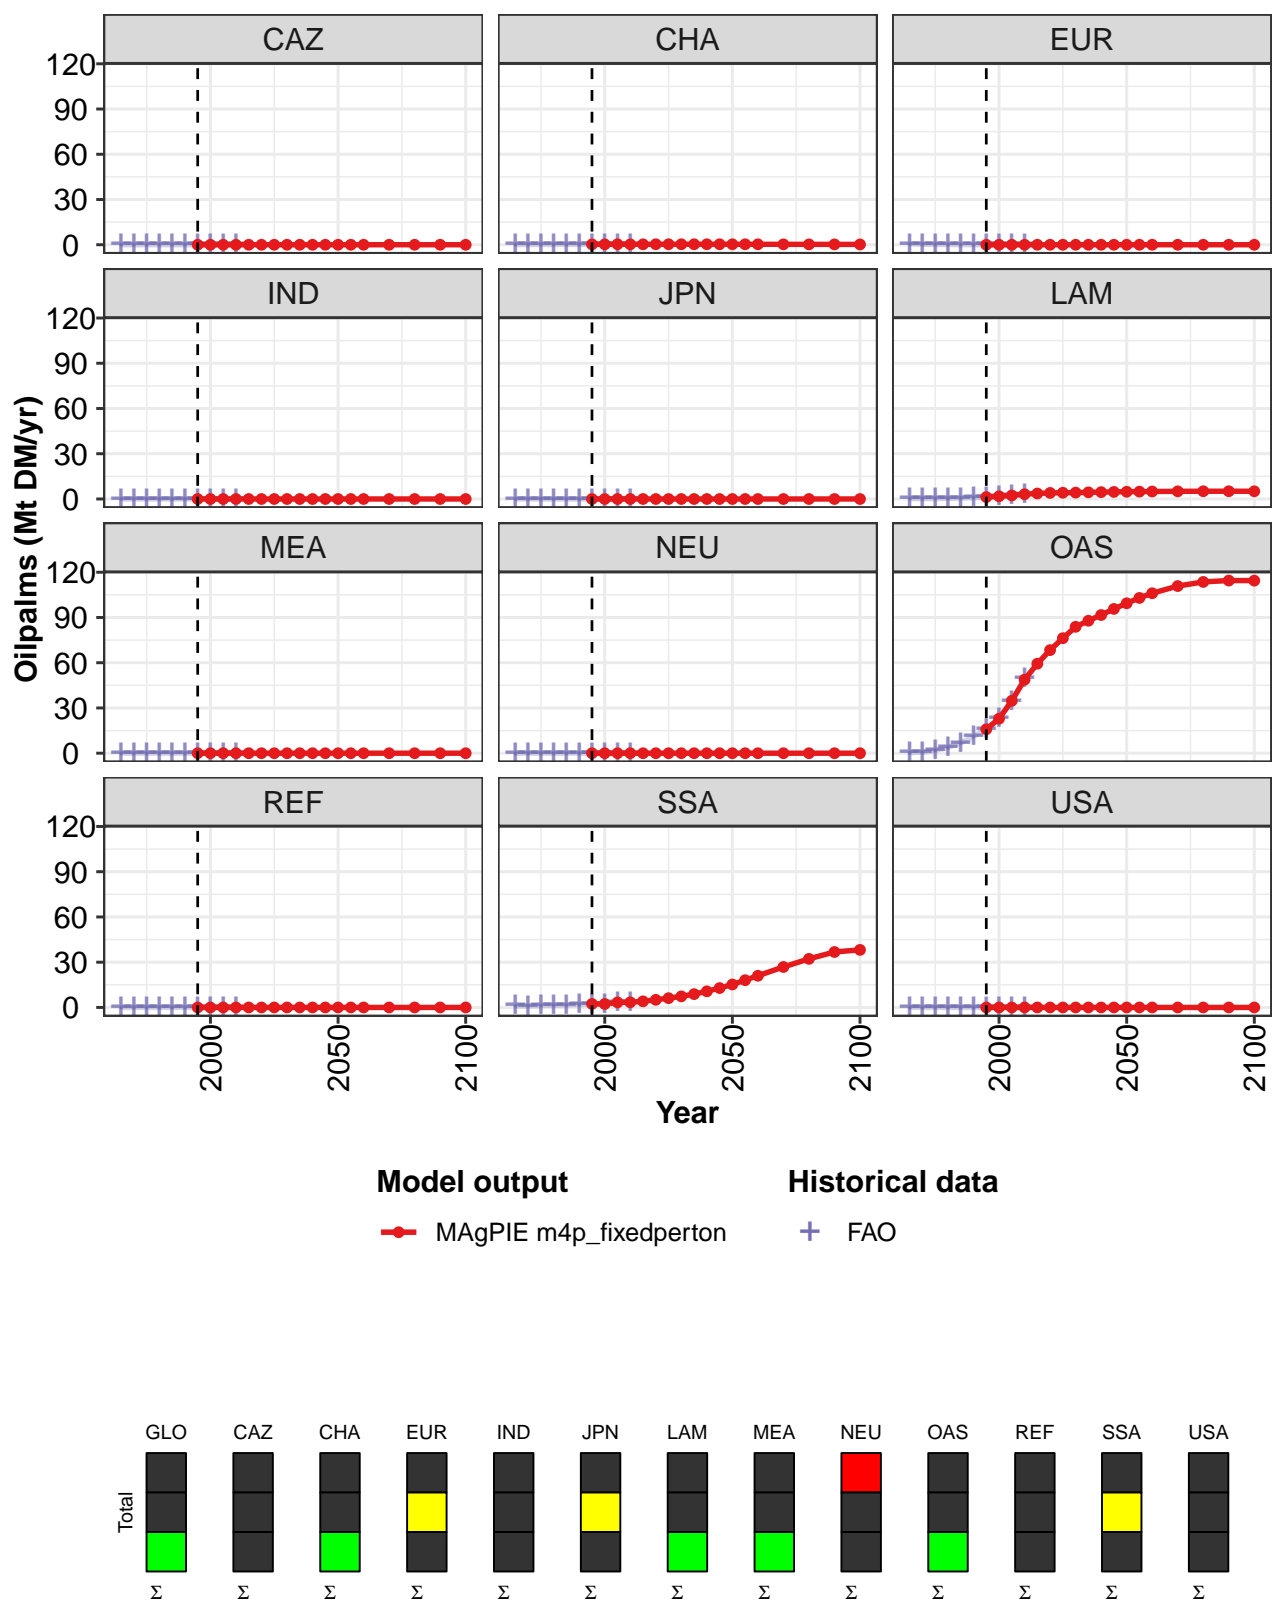 CAZ CHA EUR
120
90
60
30
0
IND JPN LAM
120
90
60
30
0
MEA NEU OAS
120
90
60
30
0
REF SSA USA
120
90
60
30
0
Oilpalms (Mt DM/yr)
2000 2050 2100 2000 2050 2100 2000 2050 2100
Year
Model output Historical data
MAgPIE m4p_fixedperton FAO
GLO CAZ CHA EUR IND JPN LAM MEA NEU OAS REF SSA USA
Total
Σ Σ Σ Σ Σ Σ Σ Σ Σ Σ Σ Σ Σ